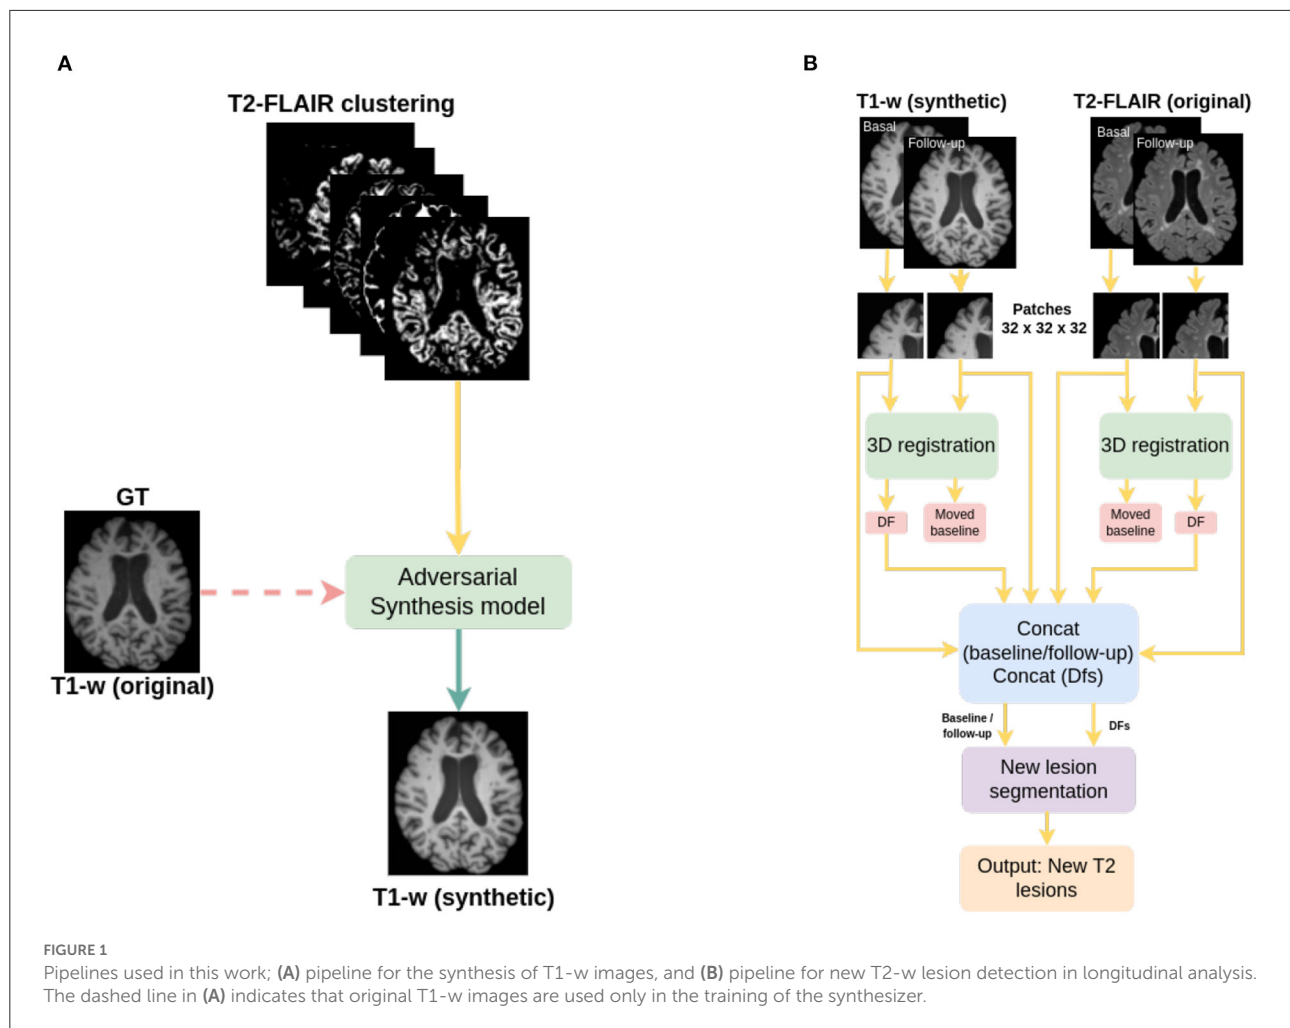 A
T2-FLAIR clustering
GT
T1-w (original)
Adversarial
Synthesis model
T1-w (synthetic)
B
T1-w (synthetic)
T2-FLAIR (original)
Basal
Follow-up
Basal
Follow-up
Patches
32 x 32 x 32
3D registration
3D registration
DF
Moved
baseline
Moved
baseline
DF
Concat
(baseline/follow-up)
Concat (Dfs)
Baseline /
follow-up
DFs
New lesion
segmentation
Output: New T2
lesions
FIGURE 1
Pipelines used in this work; (A) pipeline for the synthesis of T1-w images, and (B) pipeline for new T2-w lesion detection in longitudinal analysis.
The dashed line in (A) indicates that original T1-w images are used only in the training of the synthesizer.